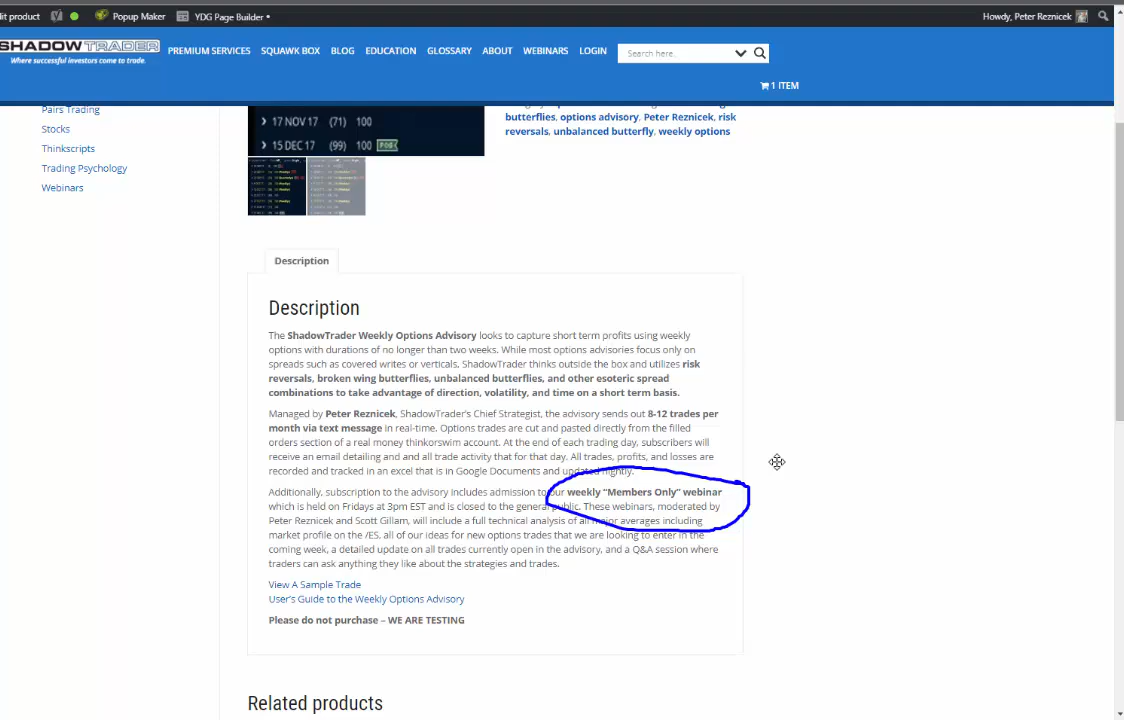 lit product
Popup Maker
YDG Page Builder
Howdy, Peter Reznicek
SHADOWTRADER
Where successful investors come to trade.
PREMIUM SERVICES
SQUAWK BOX
BLOG
EDUCATION
GLOSSARY
ABOUT
WEBINARS
LOGIN
Search here..
1 ITEM
Pairs Trading
Stocks
Thinkscripts
Trading Psychology
Webinars
> 17 NOV 17 (71) 100
> 15 DEC 17 (99) 100
butterflies, options advisory, Peter Reznicek, risk
reversals, unbalanced butterfly, weekly options
Description
Description
The ShadowTrader Weekly Options Advisory looks to capture short term profits using weekly
options with durations of no longer than two weeks. While most options advisories focus only on
spreads such as covered writes or verticals, ShadowTrader thinks outside the box and utilizes risk
reversals, broken wing butterflies, unbalanced butterflies, and other esoteric spread
combinations to take advantage of direction, volatility, and time on a short term basis.
Managed by Peter Reznicek, ShadowTrader's Chief Strategist, the advisory sends out 8-12 trades per
month via text message in real-time. Options trades are cut and pasted directly from the filled
orders section of a real money thinkorswim account. At the end of each trading day, subscribers will
receive an email detailing and and all trade activity that for that day. All trades, profits, and losses are
recorded and tracked in an excel that is in Google Documents and updated nightly.
Additionally, subscription to the advisory includes admission to our weekly "Members Only" webinar
which is held on Fridays at 3pm EST and is closed to the general public. These webinars, moderated by
Peter Reznicek and Scott Gillam, will include a full technical analysis of all major averages including
market profile on the /ES, all of our ideas for new options trades that we are looking to enter in the
coming week, a detailed update on all trades currently open in the advisory, and a Q&A session where
traders can ask anything they like about the strategies and trades.
View A Sample Trade
User's Guide to the Weekly Options Advisory
Please do not purchase – WE ARE TESTING
Related products